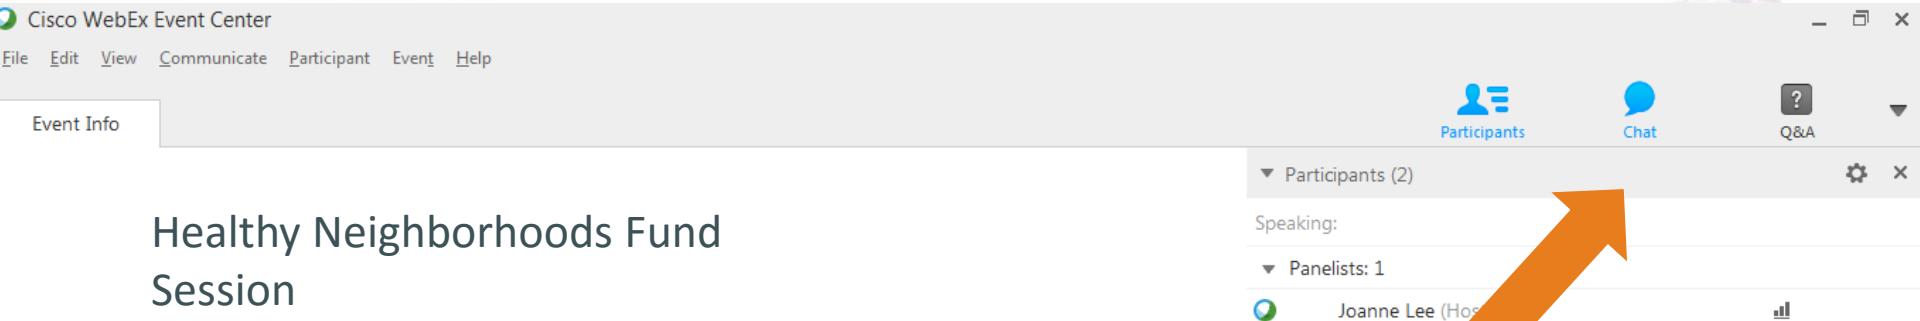 Cisco WebEx Event Center
File Edit View Communicate Participant Event Help
Event Info
Participants Chat Q&A
Participants (2)
Speaking:
Healthy Neighborhoods Fund
Session
Panelists: 1
Joanne Lee